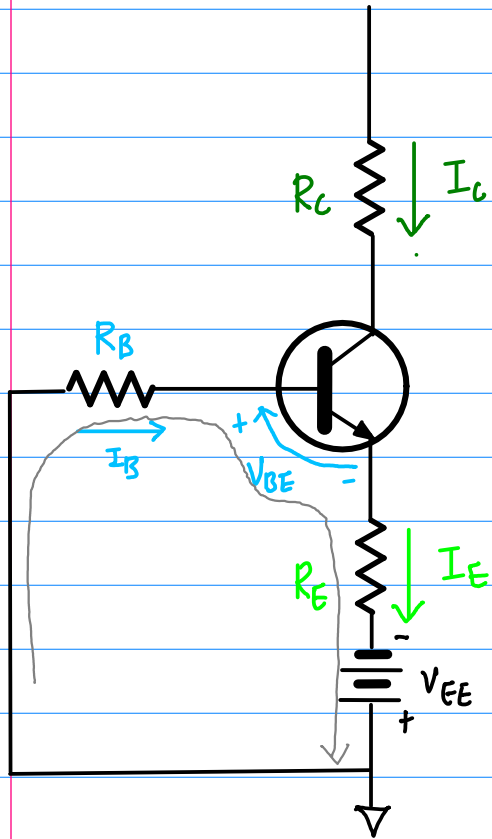 R_C
I_C
R_B
I_B
+
V_BE
-
R_E
I_E
-
V_EE
+